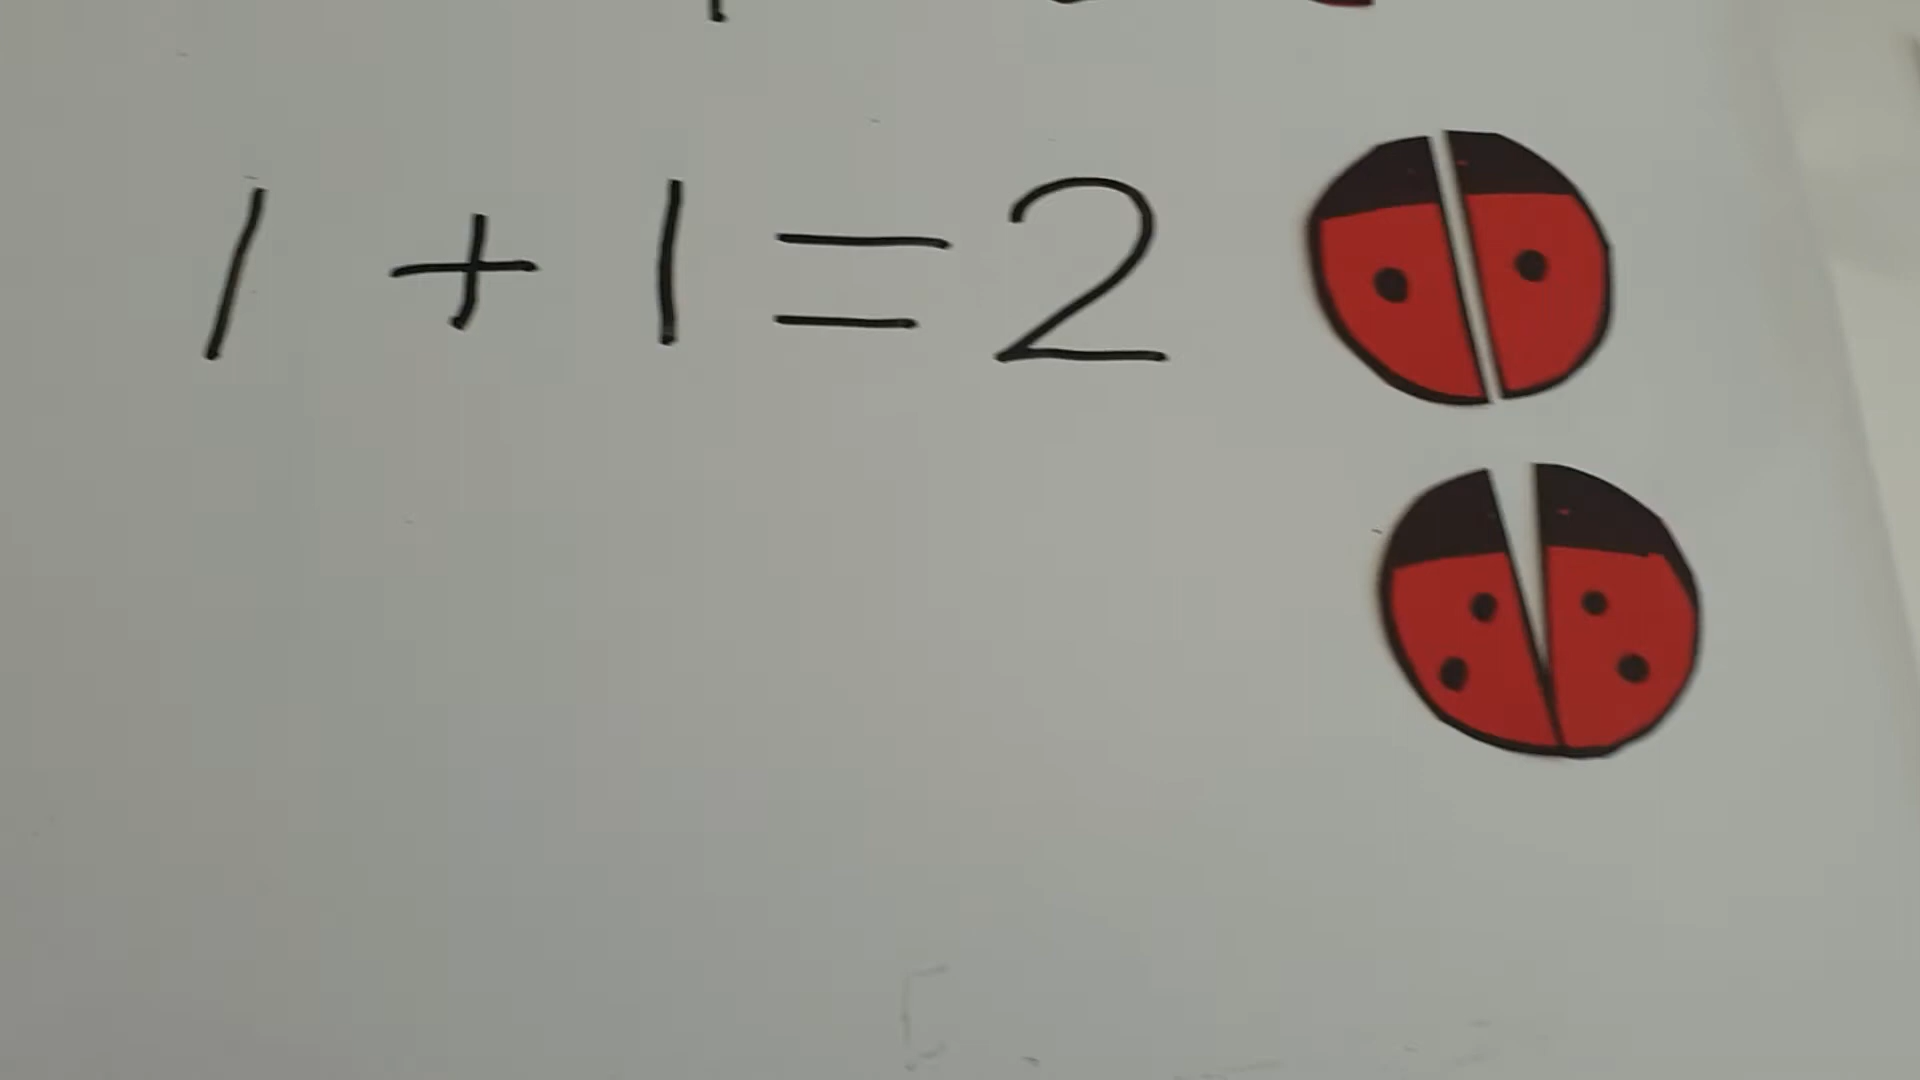 1 + 1 = 2